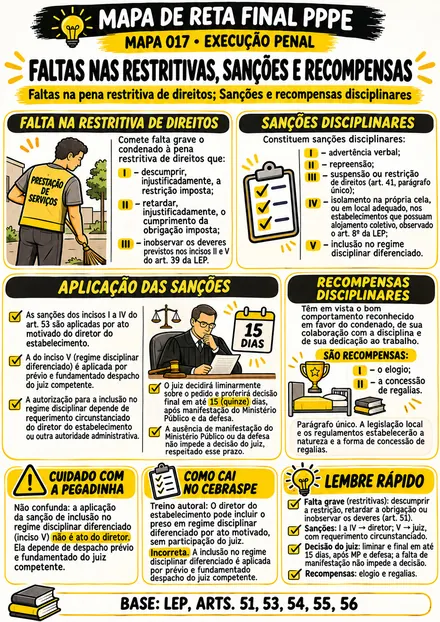 MAPA DE RETA FINAL PPPE
MAPA 017 • EXECUÇÃO PENAL
FALTAS NAS RESTRITIVAS, SANÇÕES E RECOMPENSAS
Faltas na pena restritiva de direitos; Sanções e recompensas disciplinares
FALTA NA RESTRITIVA DE DIREITOS
PRESTAÇÃO
DE
SERVIÇOS
Comete falta grave o
condenado à pena
restritiva de direitos que:
I – descumprir,
injustificadamente, a
restrição imposta;
II – retardar,
injustificadamente, o
cumprimento da
obrigação imposta;
III – inobservar os deveres
previstos nos incisos II e V
do art. 39 da LEP.
SANÇÕES DISCIPLINARES
Constituem sanções disciplinares:
I – advertência verbal;
II – repreensão;
III – suspensão ou restrição
de direitos (art. 41, parágrafo
único);
IV – isolamento na própria cela,
ou em local adequado, nos
estabelecimentos que possuam
alojamento coletivo, observado
o art. 88 da LEP;
V – inclusão no regime
disciplinar diferenciado.
APLICAÇÃO DAS SANÇÕES
As sanções dos incisos I a IV do
art. 53 são aplicadas por ato
motivado do diretor do
estabelecimento.
A do inciso V (regime disciplinar
diferenciado) é aplicada por
prévio e fundamentado despacho
do juiz competente.
A autorização para a inclusão no
regime disciplinar depende de
requerimento circunstanciado
do diretor do estabelecimento
ou outra autoridade administrativa.
15
DIAS
O juiz decidirá liminarmente
sobre o pedido e proferirá decisão
final em até 15 (quinze) dias,
após manifestação do Ministério
Público e da defesa.
A ausência de manifestação do
Ministério Público ou da defesa
não impede a decisão do juiz,
respeitado esse prazo.
RECOMPENSAS
DISCIPLINARES
Têm em vista o bom
comportamento reconhecido
em favor do condenado, de sua
colaboração com a disciplina e
de sua dedicação ao trabalho.
SÃO RECOMPENSAS:
I – o elogio;
II – a concessão
de regalias.
Parágrafo único. A legislação local
e os regulamentos estabelecerão a
natureza e a forma de concessão de
regalias.
CUIDADO COM
A PEGADINHA
Não confunda: a aplicação
da sanção de inclusão no
regime disciplinar diferenciado
(inciso V) não é ato do diretor.
Ela depende de despacho prévio
e fundamentado do juiz
competente.
COMO CAI
NO CEBRASPE
Treino autoral: O diretor do
estabelecimento pode incluir o
preso em regime disciplinar
diferenciado por ato motivado,
sem participação do juiz.
Incorreta. A inclusão no regime
disciplinar diferenciado é aplicada
por prévio e fundamentado
despacho do juiz competente.
LEMBRE RÁPIDO
Falta grave (restritivas): descumprir
a restrição, retardar a obrigação ou
inobservar os deveres (art. 51).
Sanções: I a IV → diretor; V → juiz,
com requerimento circunstanciado.
Decisão do juiz: liminar e final em até
15 dias, após MP e defesa; a falta de
manifestação não impede a decisão.
Recompensas: elogio e regalias.
BASE: LEP, ARTS. 51, 53, 54, 55, 56